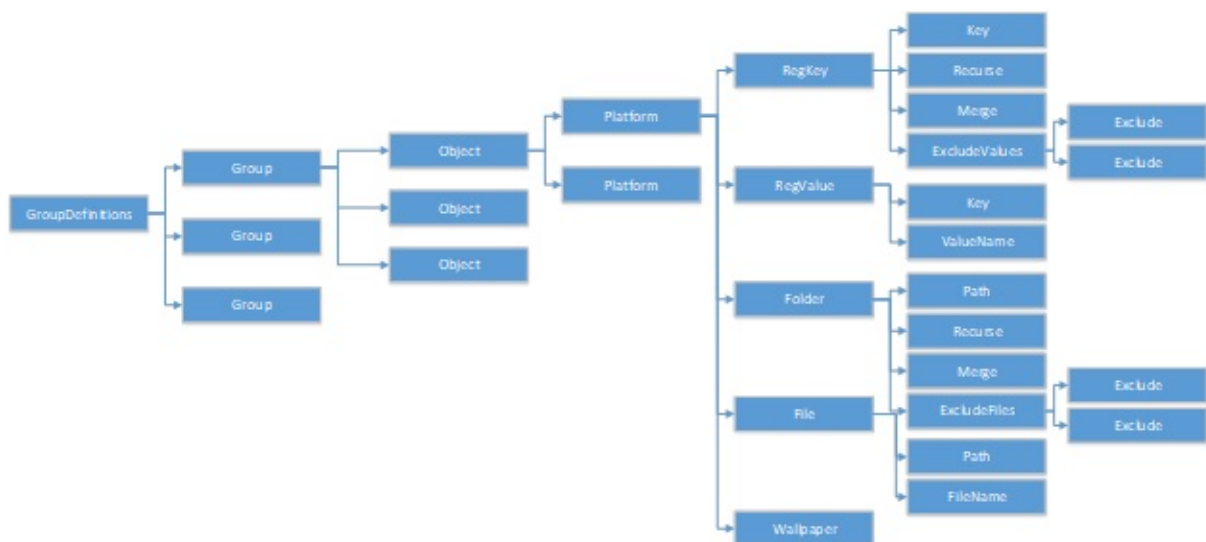 GroupDefinitions
Group
Group
Group
Object
Object
Object
Platform
Platform
RegKey
Key
Recurse
Merge
ExcludeValues
Exclude
Exclude
RegValue
Key
ValueName
Folder
Path
Recurse
Merge
ExcludeFiles
Exclude
Exclude
File
Path
FileName
Wallpaper